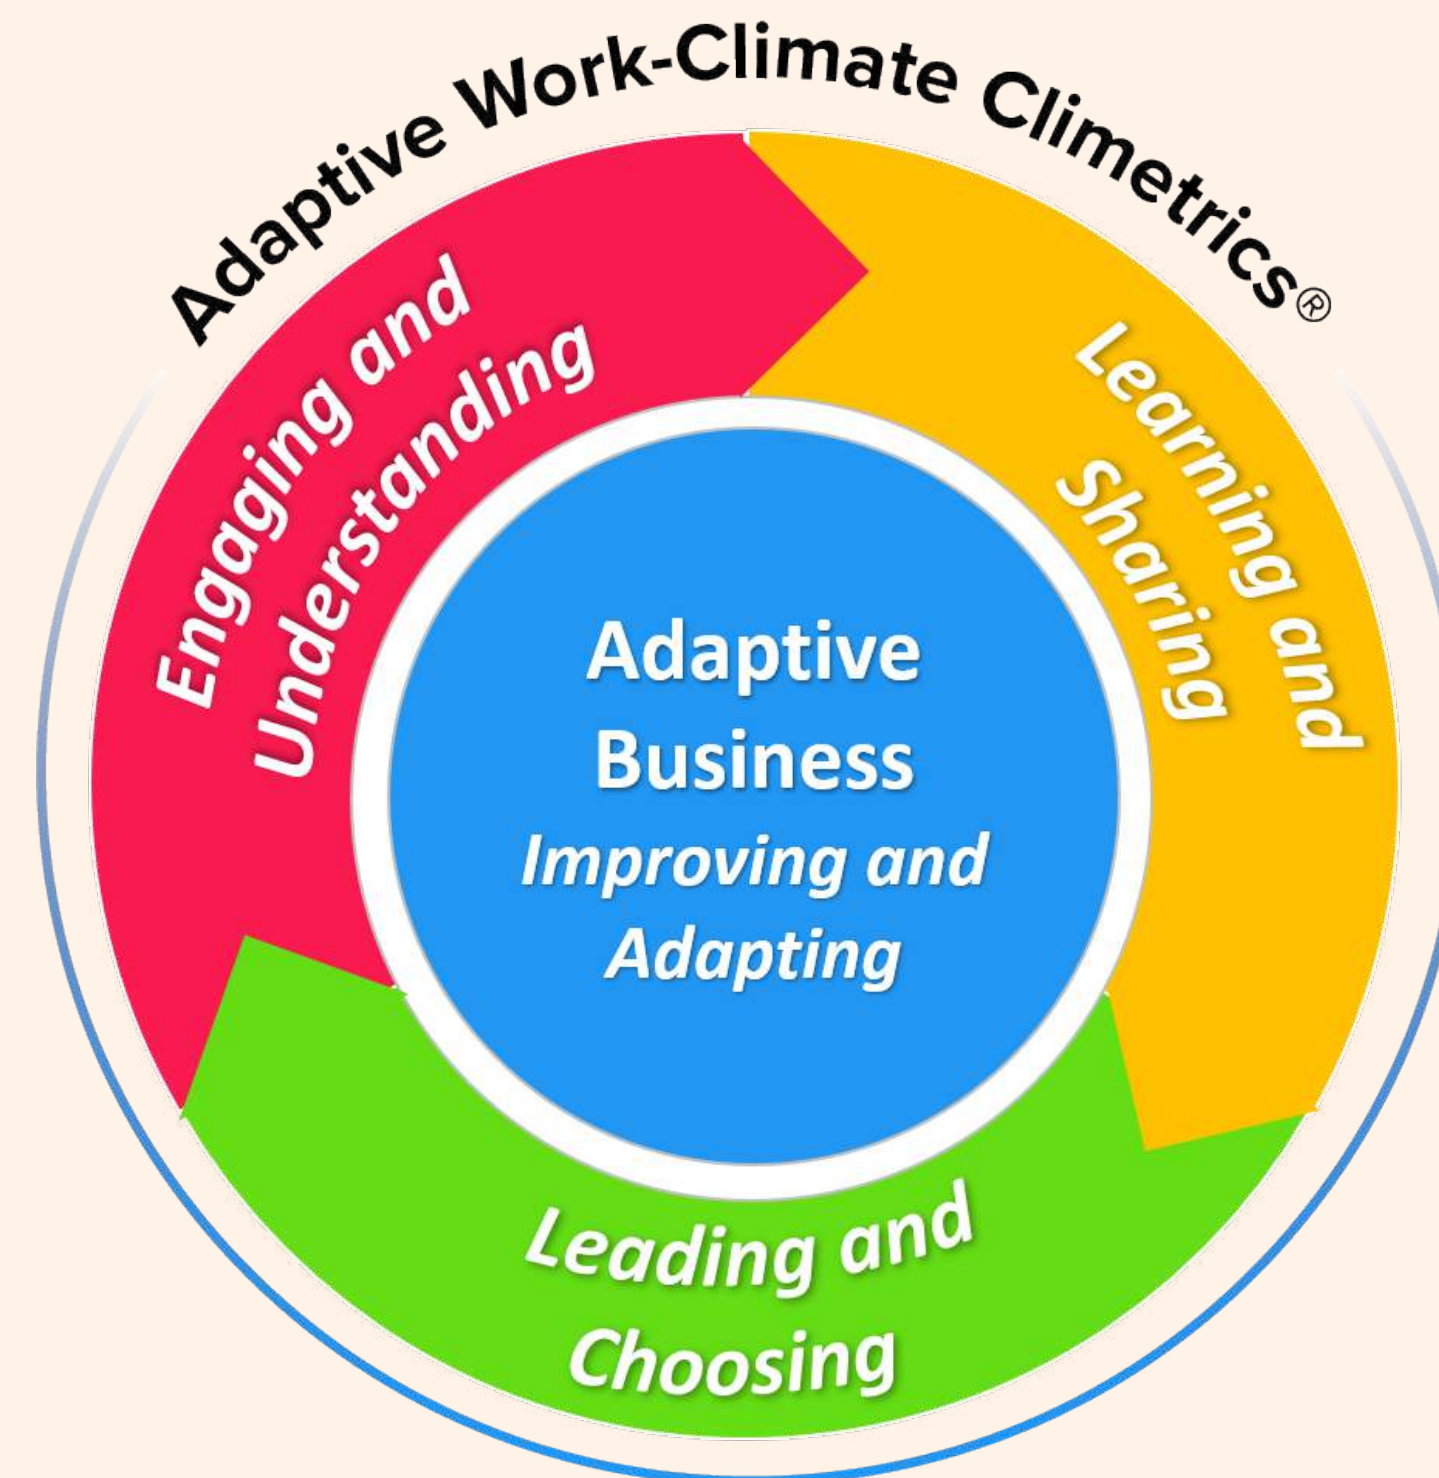 Adaptive Work-Climate Climetrics®
Engaging and
Understanding
Learning and
Sharing
Adaptive
Business
Improving and
Adapting
Leading and
Choosing